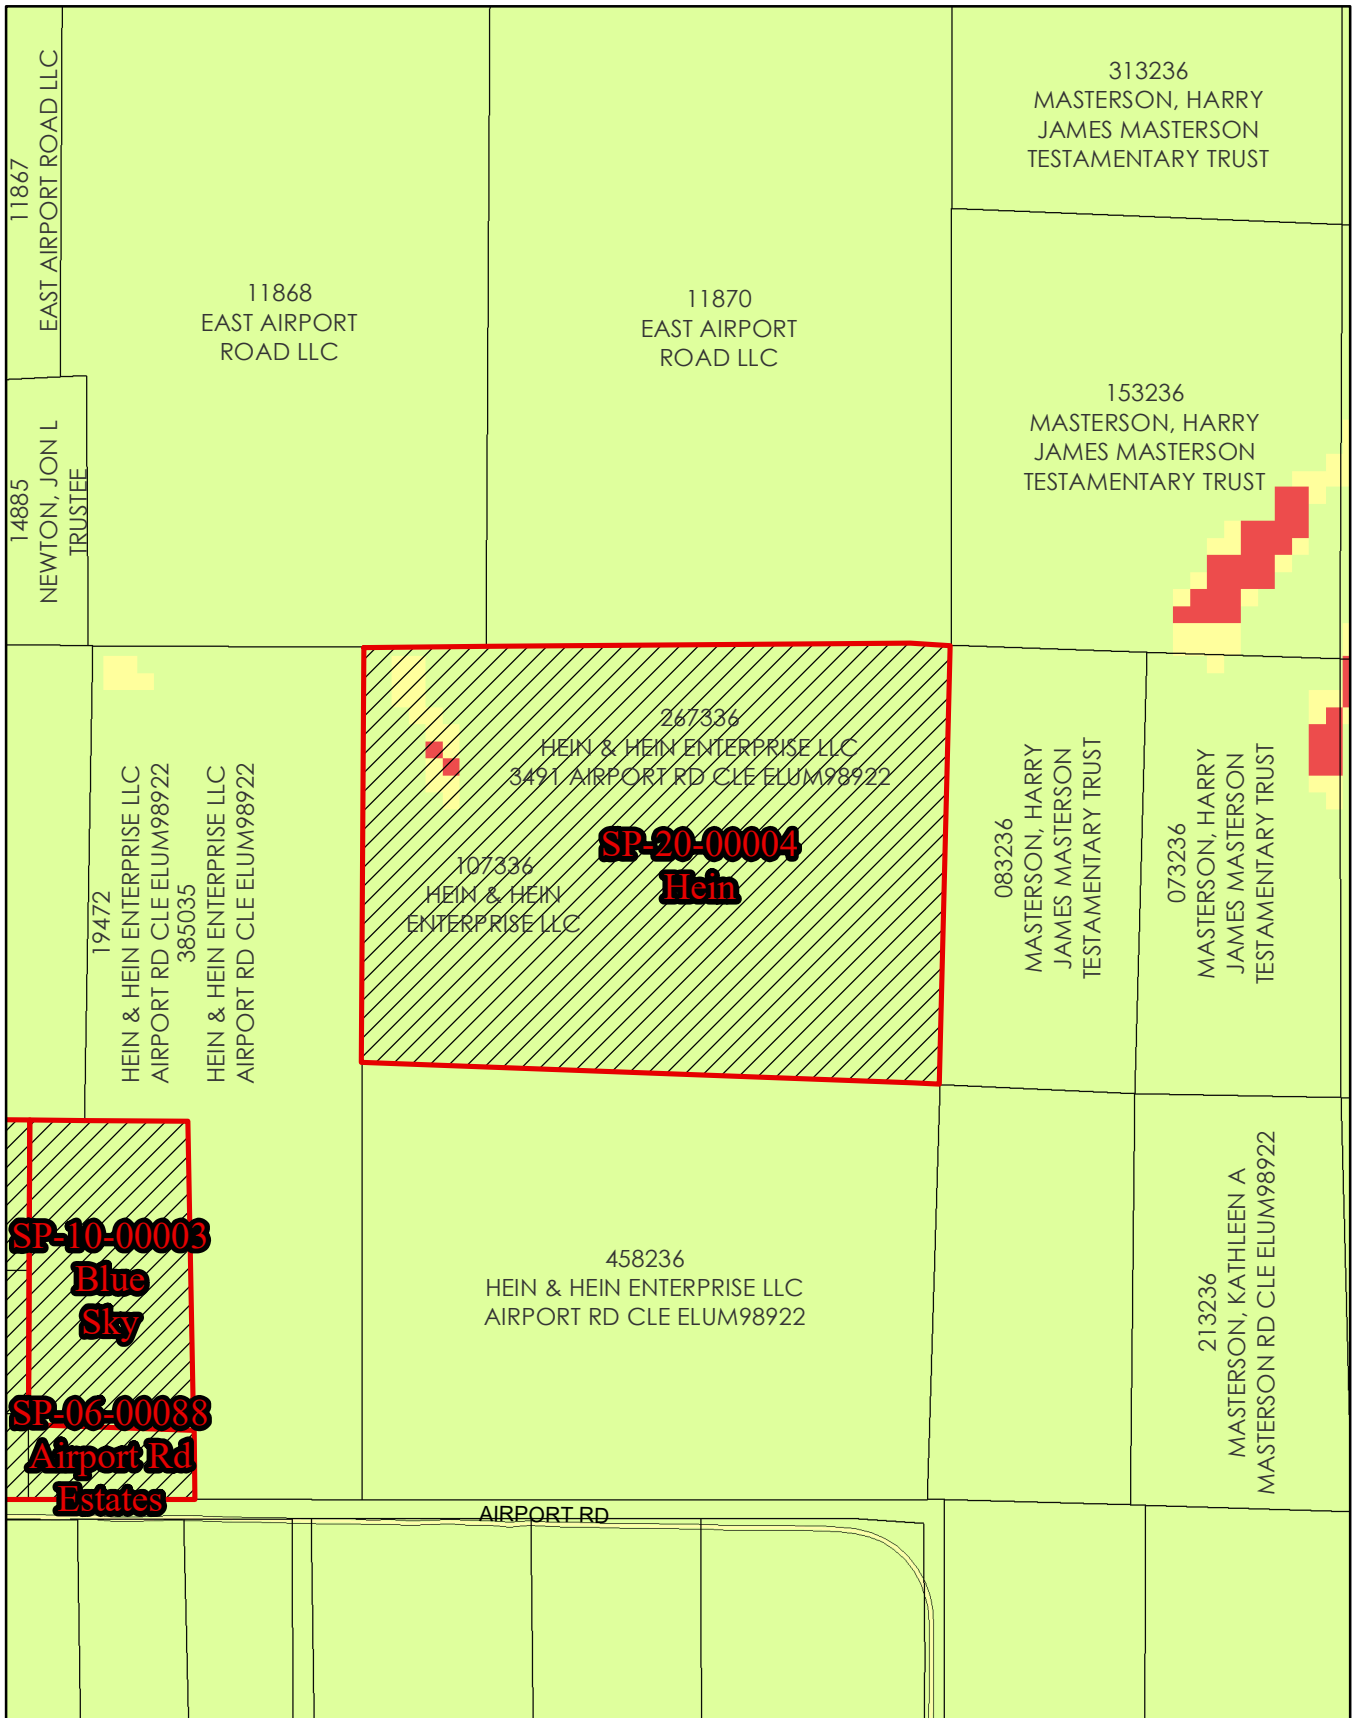 11867
EAST AIRPORT ROAD LLC
11868
EAST AIRPORT
ROAD LLC
11870
EAST AIRPORT
ROAD LLC
313236
MASTERSON, HARRY
JAMES MASTERSON
TESTAMENTARY TRUST
153236
MASTERSON, HARRY
JAMES MASTERSON
TESTAMENTARY TRUST
14885
NEWTON, JON L
TRUSTEE
19472
HEIN & HEIN ENTERPRISE LLC
AIRPORT RD CLE ELUM98922
385035
HEIN & HEIN ENTERPRISE LLC
AIRPORT RD CLE ELUM98922
267336
HEIN & HEIN ENTERPRISE LLC
3491 AIRPORT RD CLE ELUM98922
SP-20-00004
Hein
107336
HEIN & HEIN
ENTERPRISE LLC
083236
MASTERSON, HARRY
JAMES MASTERSON
TESTAMENTARY TRUST
073236
MASTERSON, HARRY
JAMES MASTERSON
TESTAMENTARY TRUST
SP-10-00003
Blue
Sky
SP-06-00088
Airport Rd
Estates
458236
HEIN & HEIN ENTERPRISE LLC
AIRPORT RD CLE ELUM98922
213236
MASTERSON, KATHLEEN A
MASTERSON RD CLE ELUM98922
AIRPORT RD